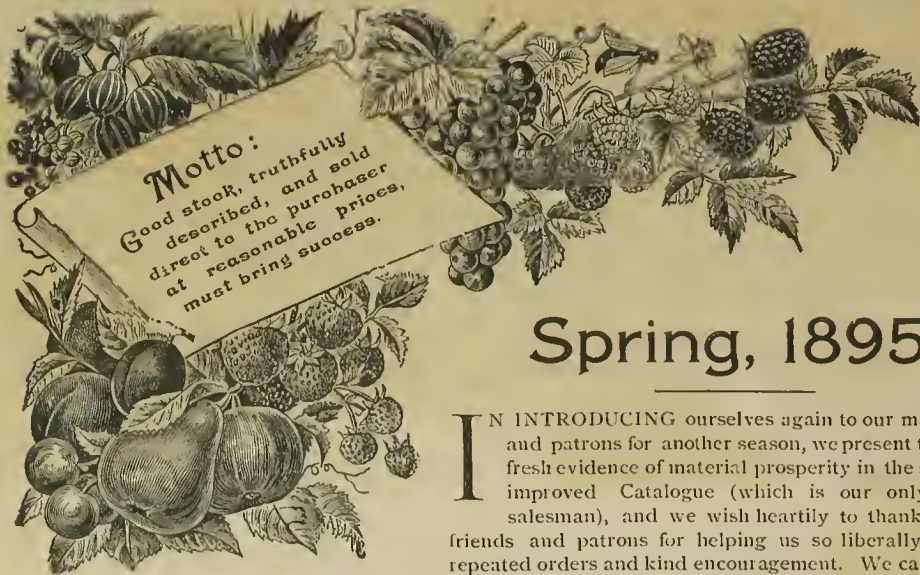 Motto:
Good stock, truthfully
described, and sold
direct to the purchaser
at reasonable prices,
must bring success.
Spring, 1895
IN INTRODUCING ourselves again to our
and patrons for another season, we present
fresh evidence of material prosperity in the
improved Catalogue (which is our only
salesman), and we wish heartily to thank
friends and patrons for helping us so liberally
repeated orders and kind encouragement. We